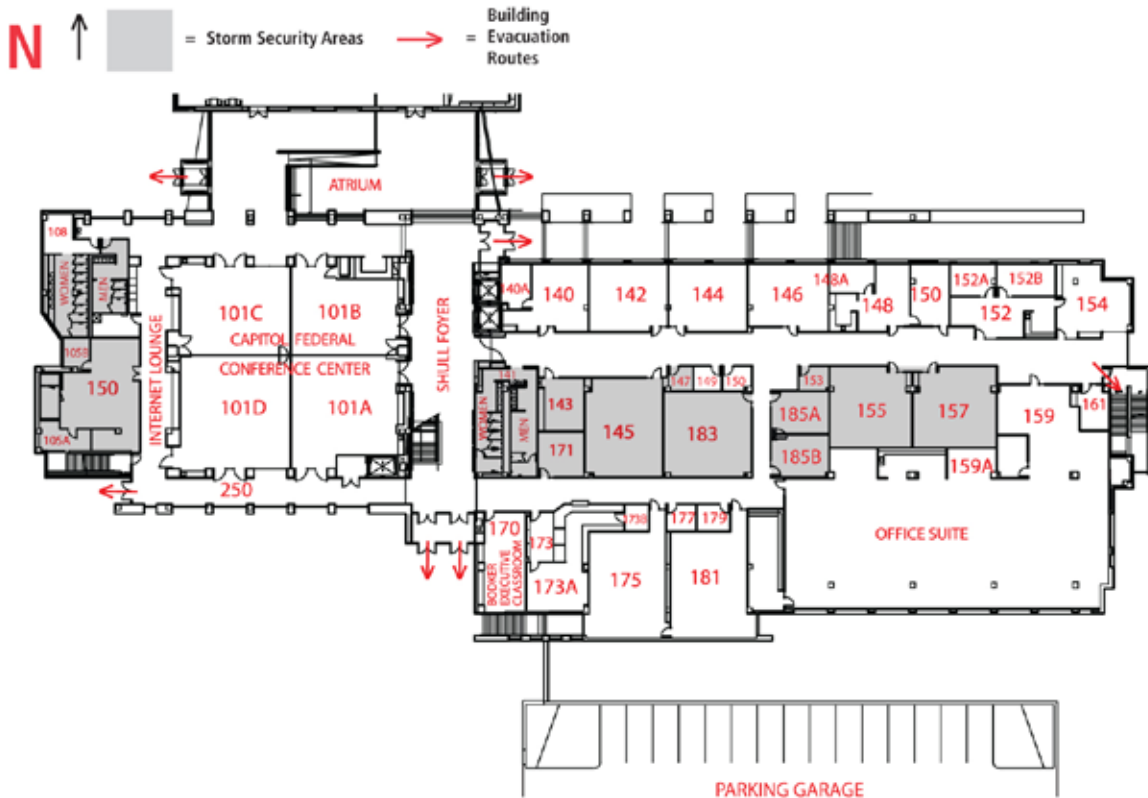 N
= Storm Security Areas
= Building
Evacuation
Routes
ATRIUM
108
WOMEN
MEN
105B
150
105A
INTERNET LOUNGE
101C
101B
CAPITOL FEDERAL
CONFERENCE CENTER
101D
101A
SHULL FOYER
250
140A
140
142
144
146
148A
148
150
152A
152B
152
154
141
WOMEN
MEN
143
171
145
147
149
150
183
153
185A
185B
155
157
159
159A
161
170
BODKER
EXECUTIVE
CLASSROOM
173
173A
173B
175
177
179
181
OFFICE SUITE
PARKING GARAGE